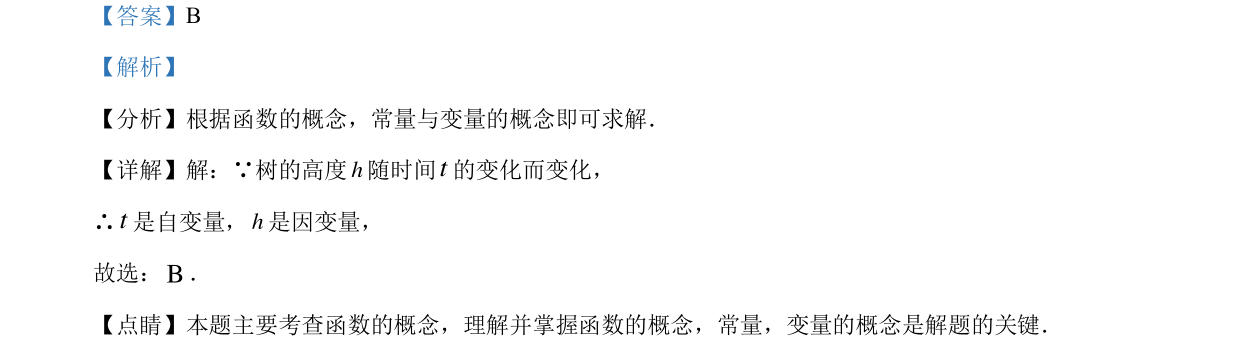 【答案】B
【解析】
【分析】根据函数的概念，常量与变量的概念即可求解．
【详解】解：∵树的高度h随时间t的变化而变化，
∴t是自变量，h是因变量，
故选：B．
【点睛】本题主要考查函数的概念，理解并掌握函数的概念，常量，变量的概念是解题的关键．